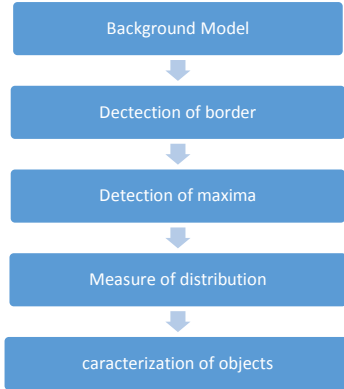 Background Model
Dectection of border
Detection of maxima
Measure of distribution
caracterization of objects